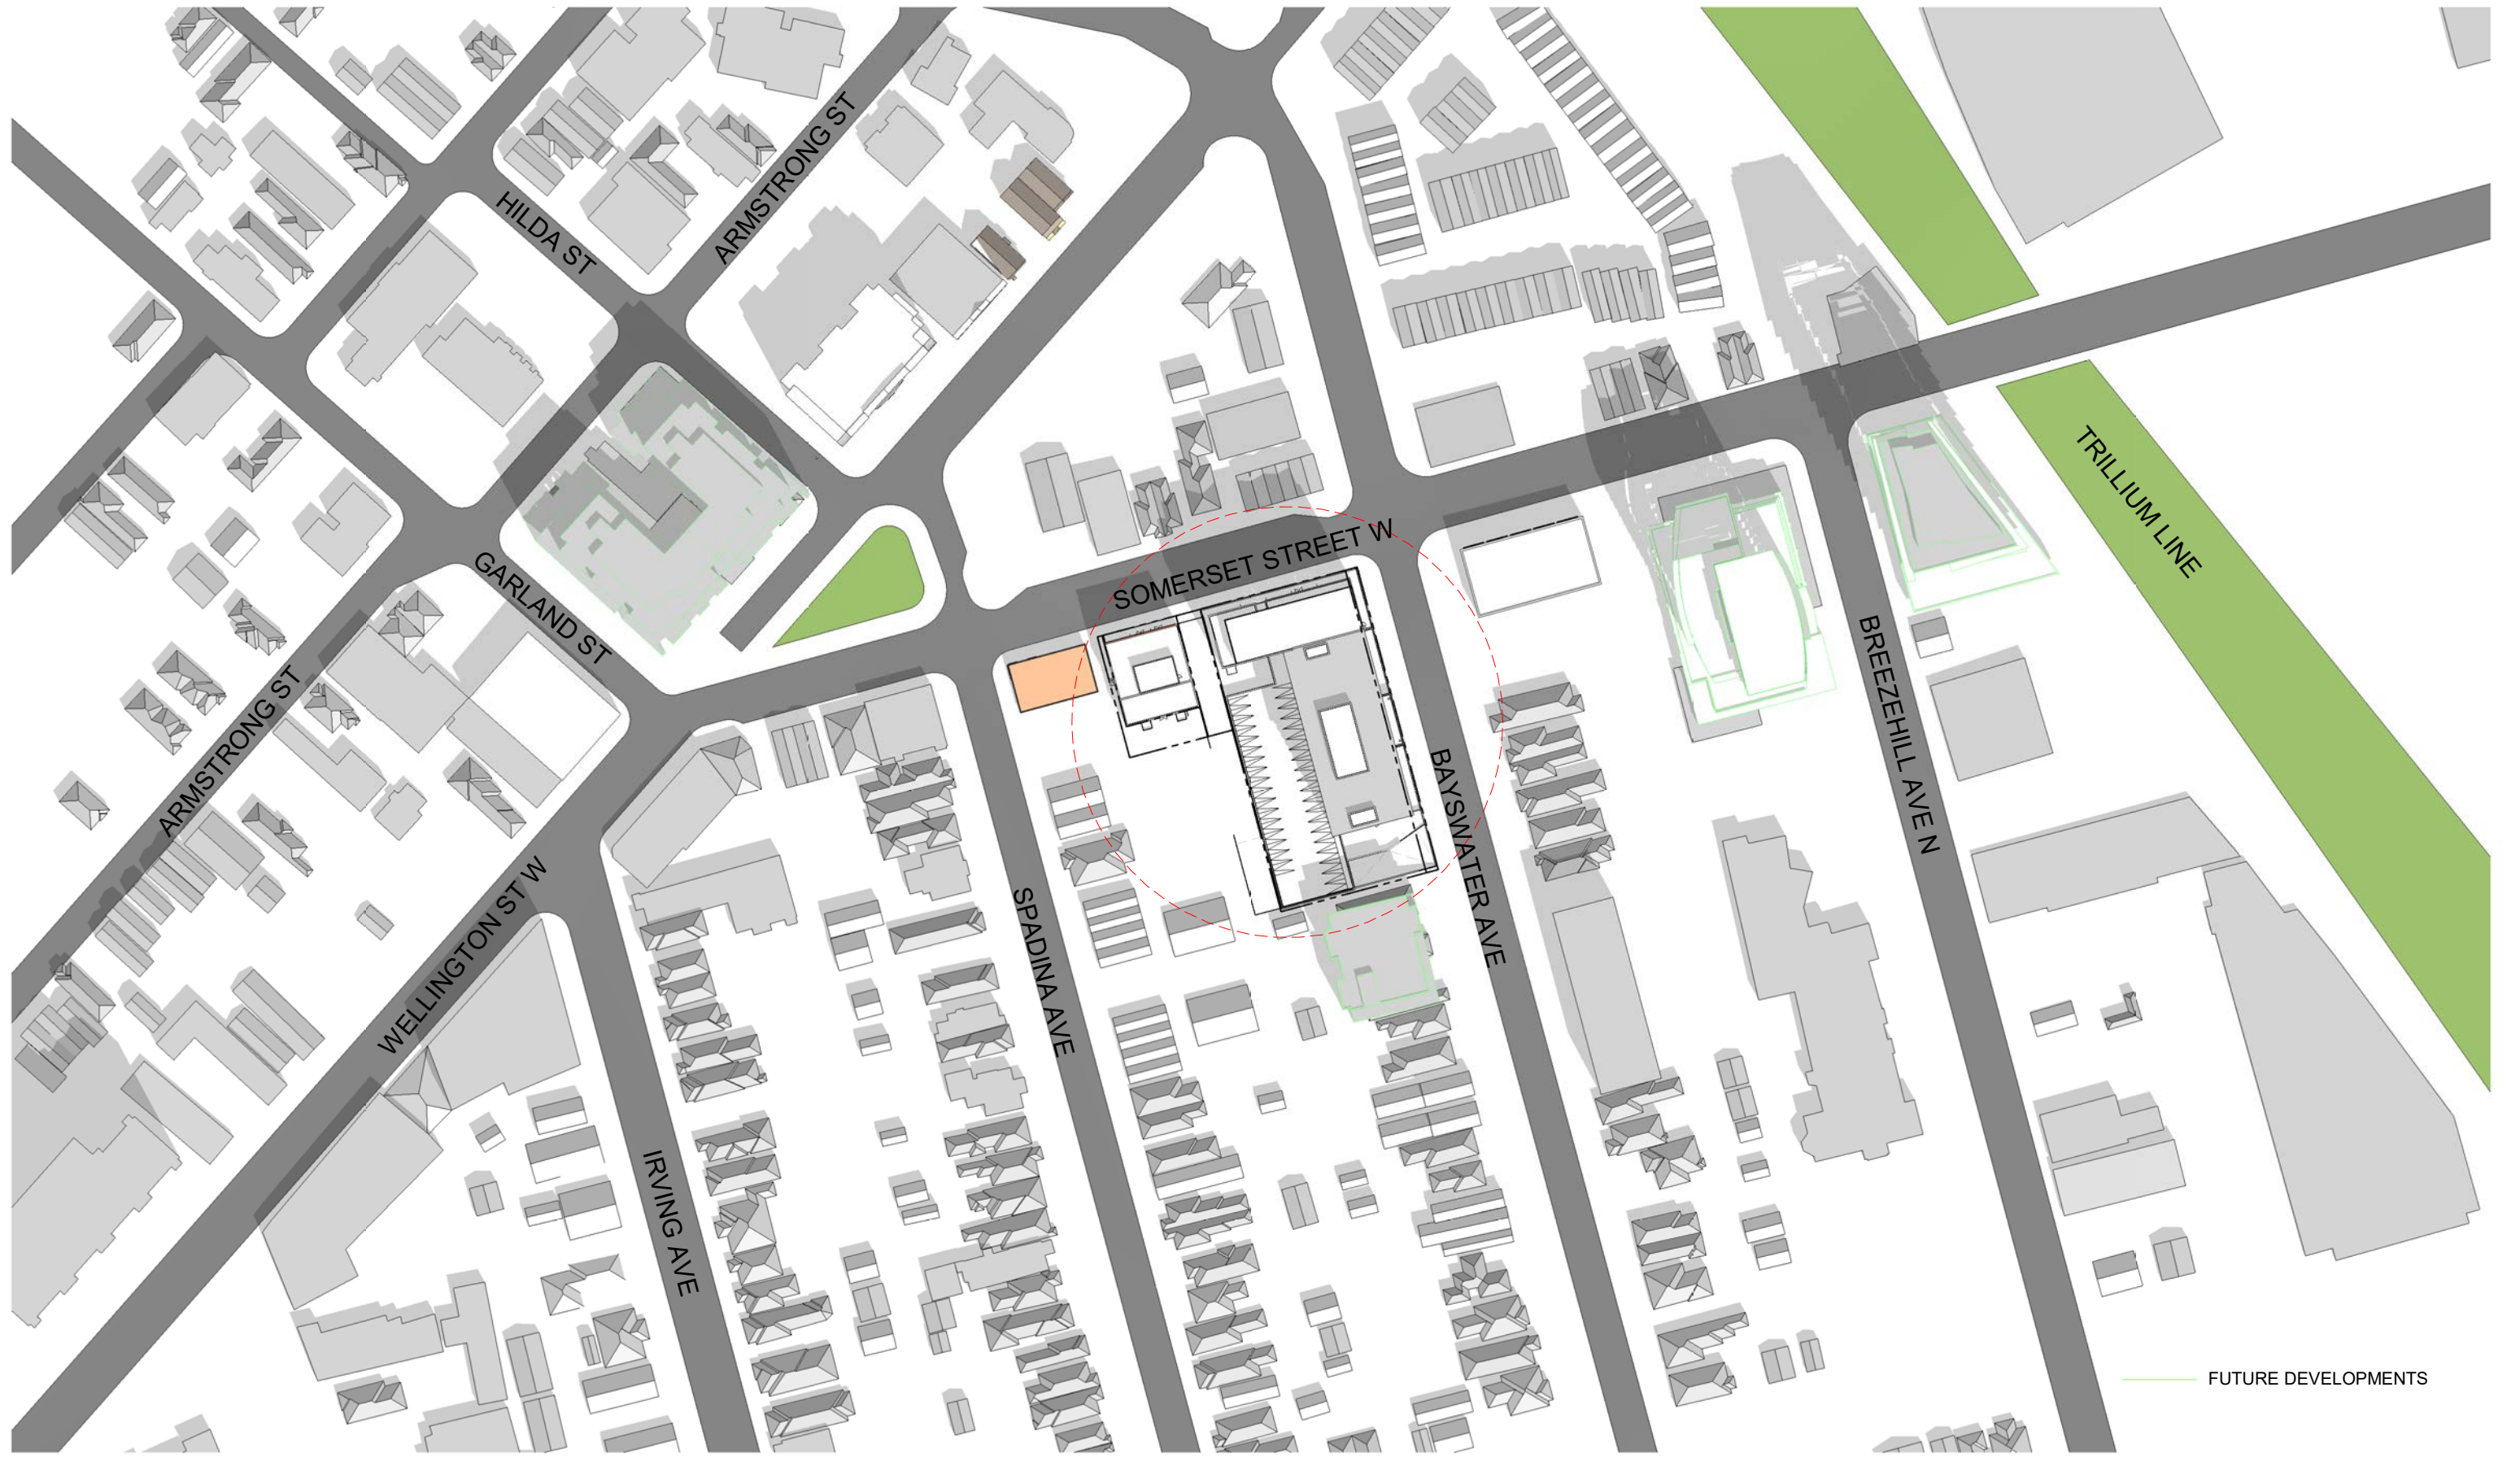 HILDA ST
ARMSTRONG ST
TRILLIUM LINE
SOMERSET STREET W
GARLAND ST
BREEZEHILL AVE N
ARMSTRONG ST
BAYSWATER AVE
WELLINGTON ST W
SPADINA AVE
IRVING AVE
FUTURE DEVELOPMENTS